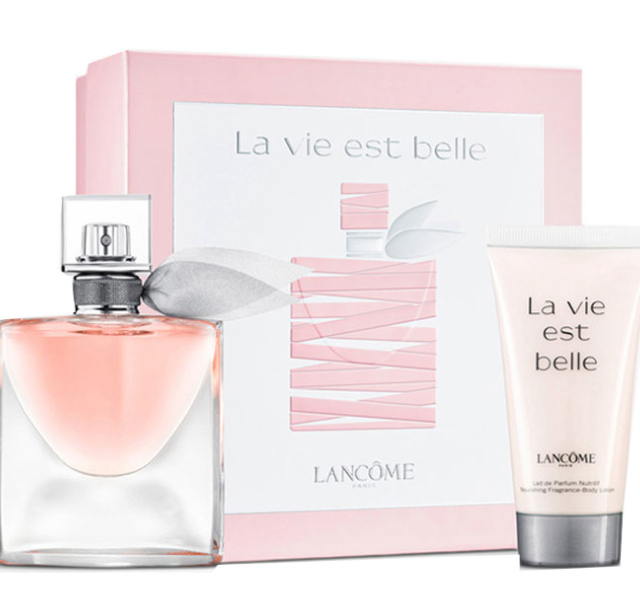 La vie est belle
LANCÔME
PARIS
La vie
est
belle
LANCÔME
PARIS
Lait de Parfum Nutritif
Nourishing Fragrance-Body Lotion